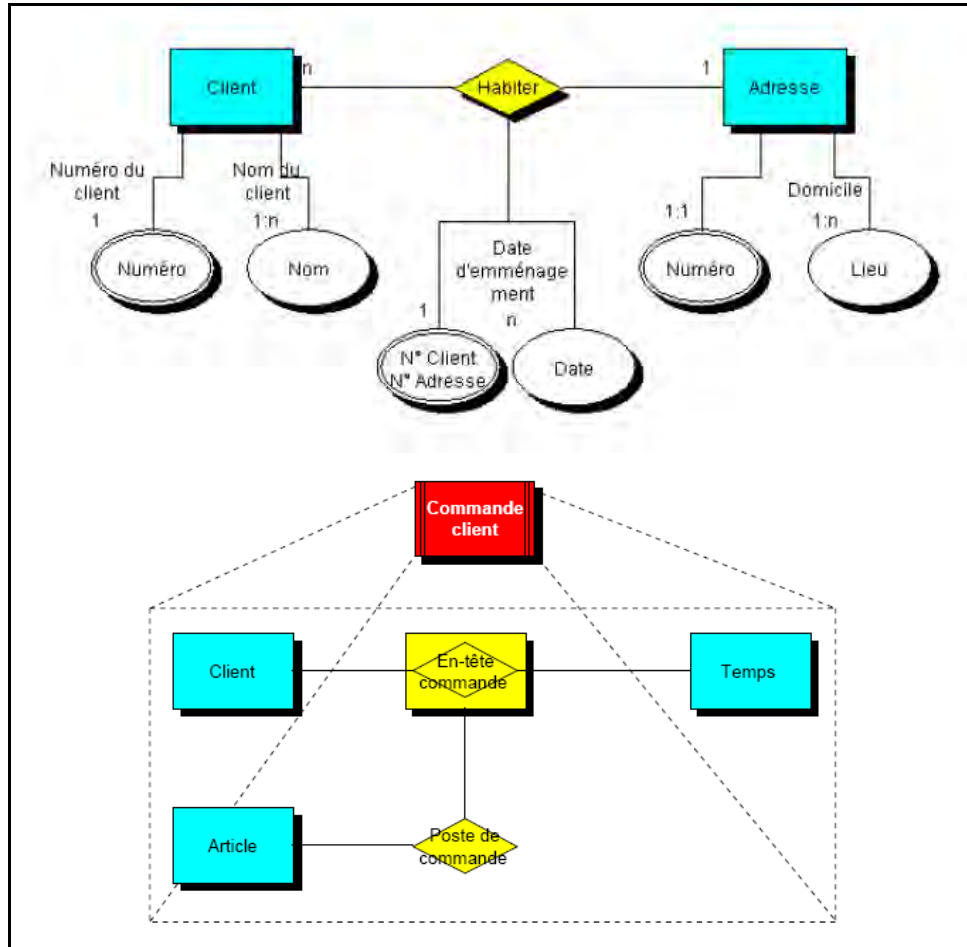 Client
n
Habiter
1
Adresse
Numéro du
client
1
Nom du
client
1:n
1:1
Domicile
1:n
Numéro
Nom
Date
d'emménage
ment
1
n
Numéro
Lieu
N° Client
N° Adresse
Date
Commande
client
Client
En-tête
commande
Temps
Article
Poste de
commande